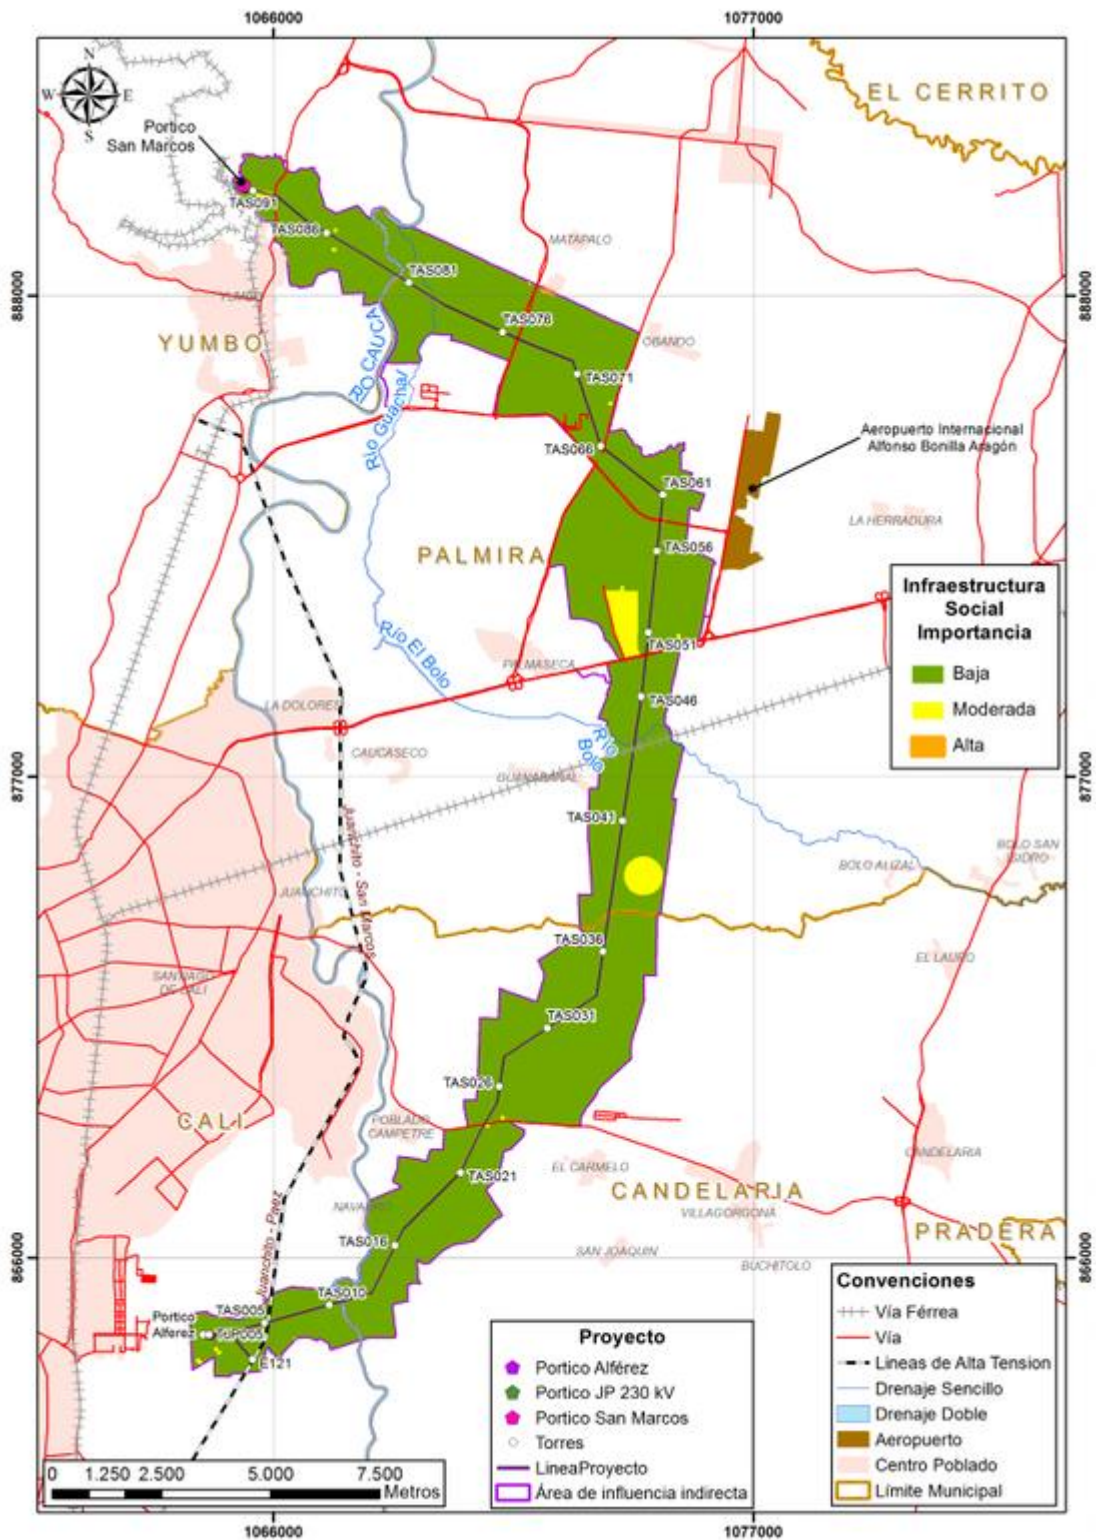 1066000
1077000
N
W
E
S
EL CERRITO
Portico
San Marcos
TAS091
TAS086
MATAPALO
TAS081
888000
888000
YUMBO
TAS076
RIO CAUCA
YUMBO
OBANDO
TAS071
Río Guachal
Aeropuerto Internacional
Alfonso Bonilla Aragón
TAS066
TAS061
LA HERRADURA
TAS056
PALMIRA
Infraestructura
Social
Importancia
Baja
Moderada
Alta
Río El Bolo
TAS051
PALMASECA
TAS046
LA DOLORES
CAUCASECO
Río
Bolo
877000
877000
GUANABANAL
Juanchito - San Marcos
TAS041
BOLO SAN
ISIDRO
BOLO ALIZAL
JUANCHITO
TAS036
EL LAURO
SANTIAGO
DE CALI
TAS031
TAS026
CALI
POBLADO
CAMPETRE
CANDELARIA
EL CARMELO
TAS021
CANDELARIA
VILLAGORGONA
Juanchito - Paez
PRADERA
TAS016
SAN JOAQUIN
866000
866000
BUCHITOLO
TAS010
TAS005
Portico
Alferez
TJP005
E121
Proyecto
Portico Alférez
Portico JP 230 kV
Portico San Marcos
Torres
LineaProyecto
Área de influencia indirecta
Convenciones
Vía Férrea
Vía
Lineas de Alta Tension
Drenaje Sencillo
Drenaje Doble
Aeropuerto
Centro Poblado
Límite Municipal
0 1.250 2.500 5.000 7.500
Metros
1066000
1077000